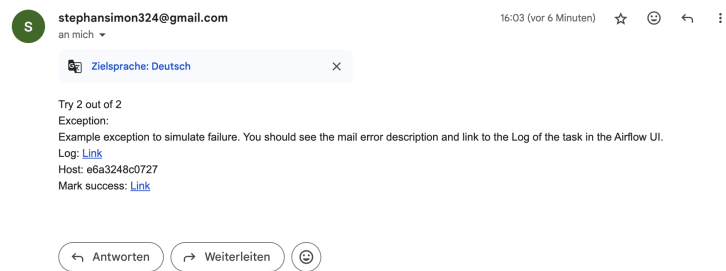 S
stephansimon324@gmail.com
16:03 (vor 6 Minuten)
an mich
Zielsprache: Deutsch
Try 2 out of 2
Exception:
Example exception to simulate failure. You should see the mail error description and link to the Log of the task in the Airflow UI.
Log: Link
Host: e6a3248c0727
Mark success: Link
Antworten
Weiterleiten